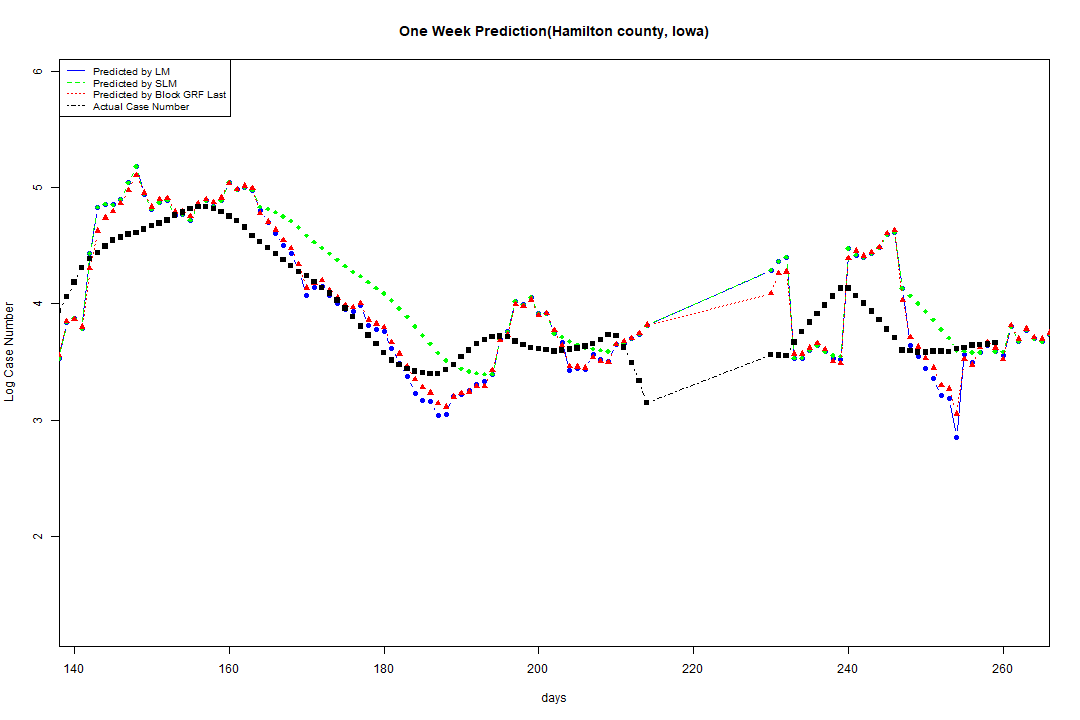 One Week Prediction(Hamilton county, Iowa)
Predicted by LM
Predicted by SLM
Predicted by Block GRF Last
Actual Case Number
6
5
4
3
2
Log Case Number
140 160 180 200 220 240 260
days